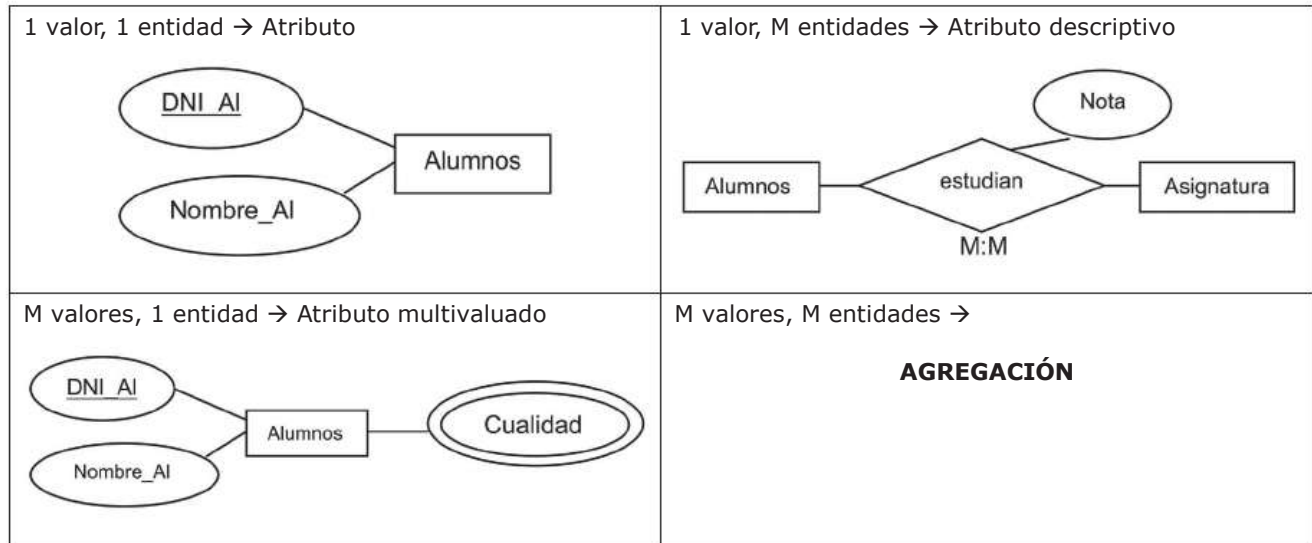 1 valor, 1 entidad → Atributo
DNI_Al
Alumnos
Nombre_Al
1 valor, M entidades → Atributo descriptivo
Nota
Alumnos
estudian
Asignatura
M:M
M valores, 1 entidad → Atributo multivaluado
DNI_Al
Alumnos
Cualidad
Nombre_Al
M valores, M entidades →
AGREGACIÓN